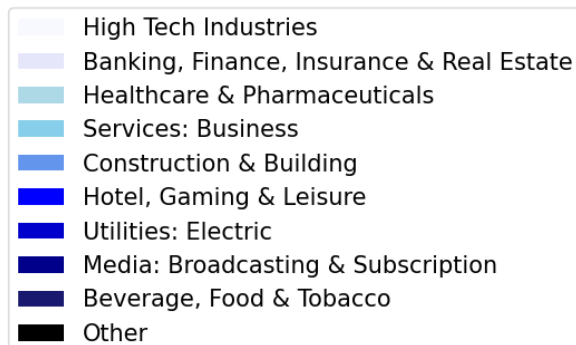 High Tech Industries
Banking, Finance, Insurance & Real Estate
Healthcare & Pharmaceuticals
Services: Business
Construction & Building
Hotel, Gaming & Leisure
Utilities: Electric
Media: Broadcasting & Subscription
Beverage, Food & Tobacco
Other